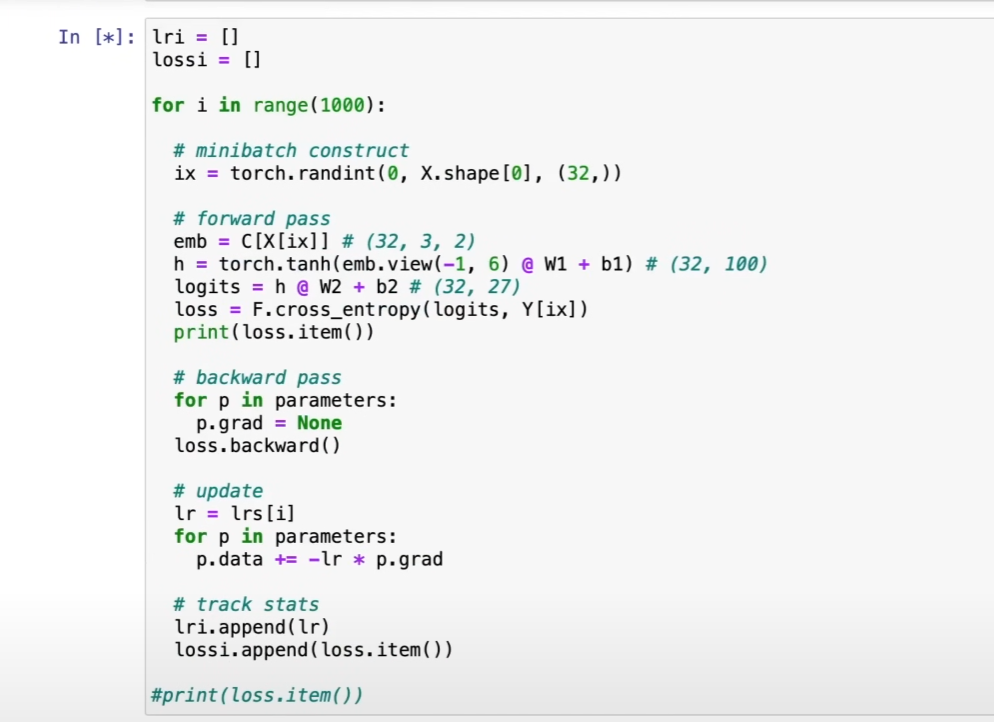 In [*]: lri = []
lossi = []
for i in range(1000):
# minibatch construct
ix = torch.randint(0, X.shape[0], (32,))
# forward pass
emb = C[X[ix]] # (32, 3, 2)
h = torch.tanh(emb.view(-1, 6) @ W1 + b1) # (32, 100)
logits = h @ W2 + b2 # (32, 27)
loss = F.cross_entropy(logits, Y[ix])
print(loss.item())
# backward pass
for p in parameters:
p.grad = None
loss.backward()
# update
lr = lrs[i]
for p in parameters:
p.data += -lr * p.grad
# track stats
lri.append(lr)
lossi.append(loss.item())
#print(loss.item())